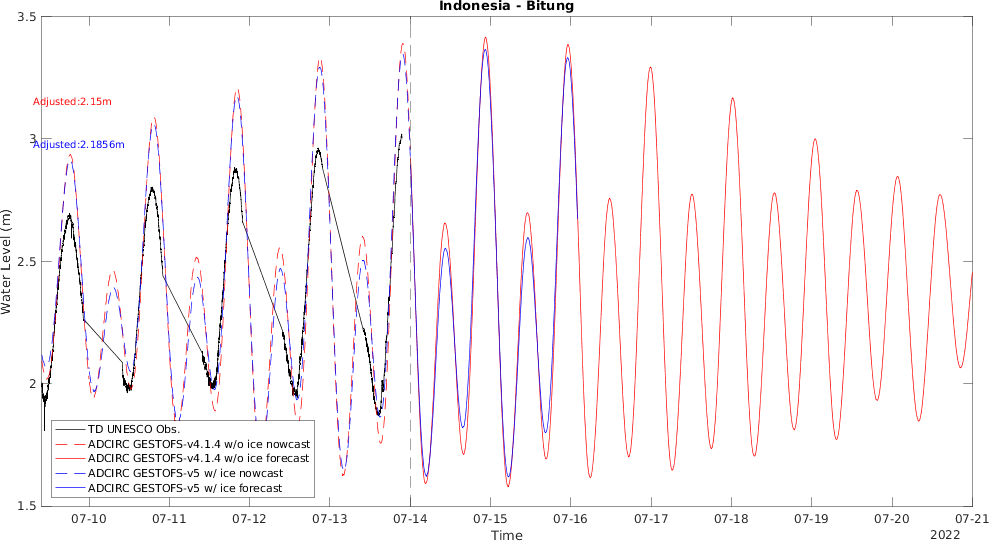 Indonesia - Bitung
3.5
Adjusted:2.15m
3
Adjusted:2.1856m
Water Level (m)
2.5
2
TD UNESCO Obs.
ADCIRC GESTOFS-v4.1.4 w/o ice nowcast
ADCIRC GESTOFS-v4.1.4 w/o ice forecast
ADCIRC GESTOFS-v5 w/ ice nowcast
ADCIRC GESTOFS-v5 w/ ice forecast
1.5
07-10 07-11 07-12 07-13 07-14 07-15 07-16 07-17 07-18 07-19 07-20 07-21
Time
2022